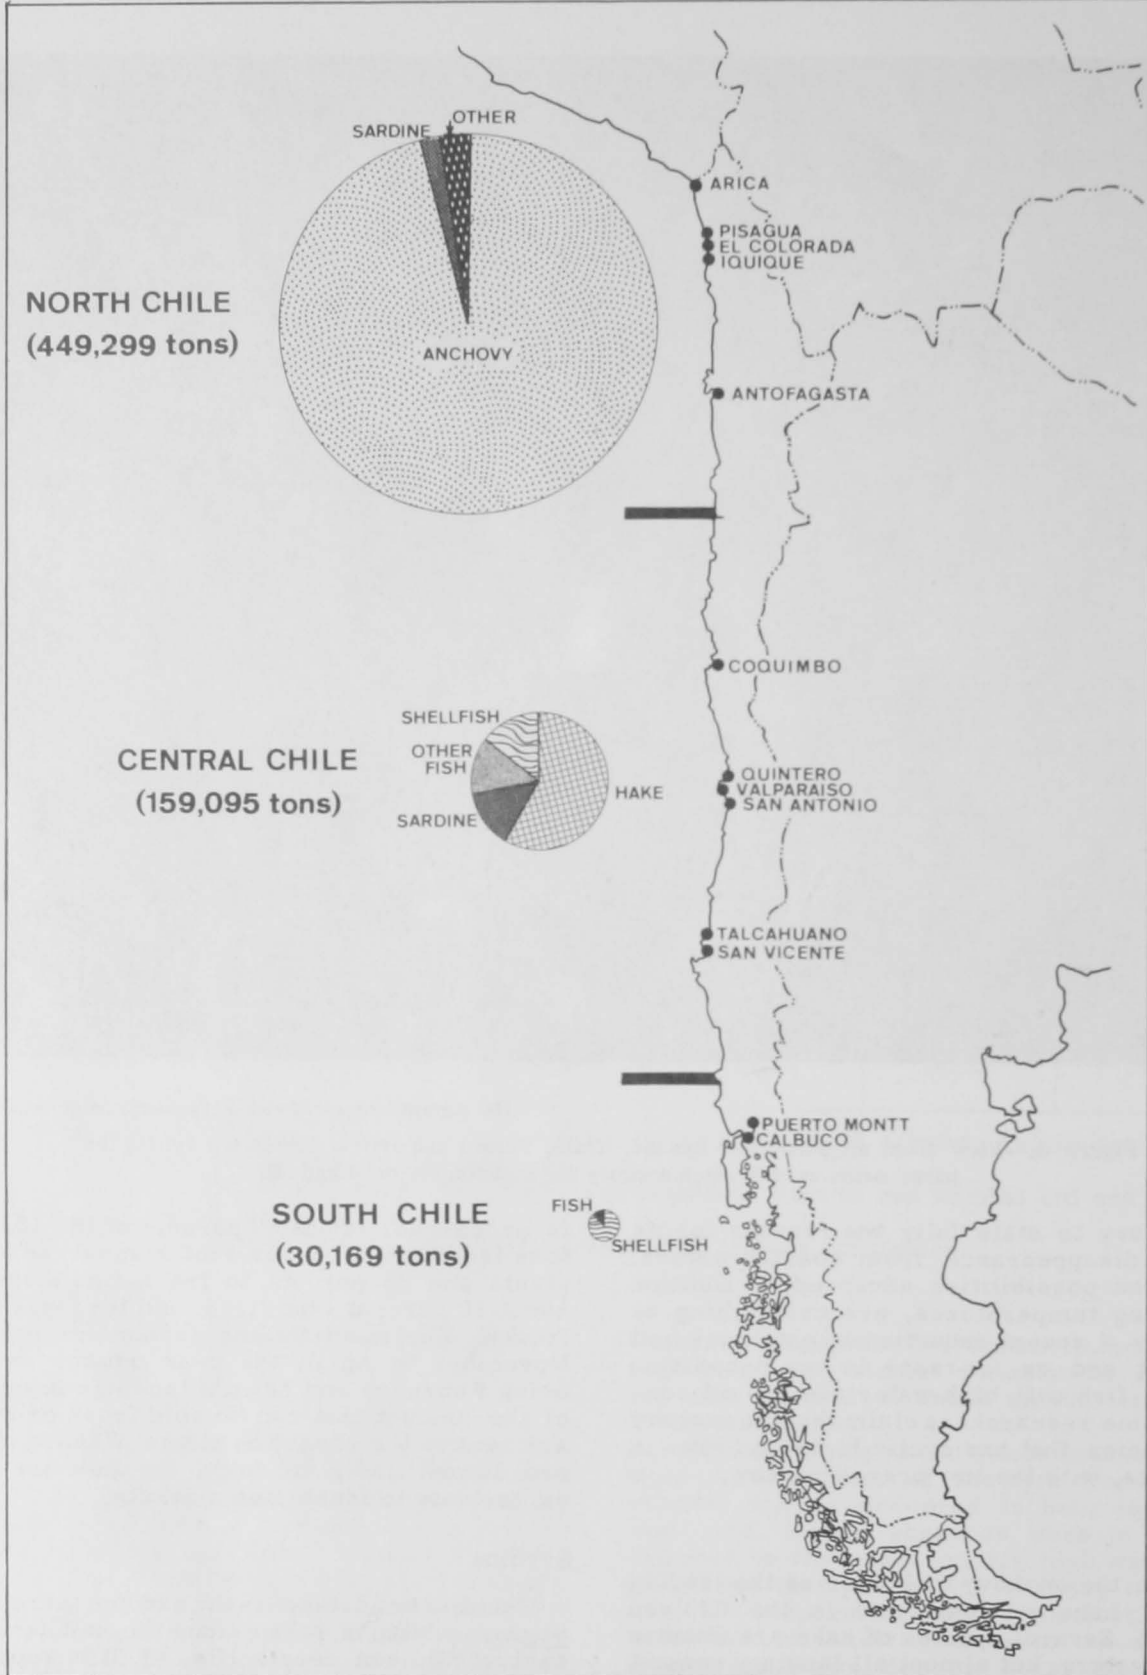 OTHER
SARDINE
ARICA
PISAGUA
EL COLORADA
IQUIQUE
NORTH CHILE
(449,299 tons)
ANCHOVY
ANTOFAGASTA
COQUIMBO
SHELLFISH
OTHER
FISH
CENTRAL CHILE
(159,095 tons)
HAKE
SARDINE
QUINTERO
VALPARAISO
SAN ANTONIO
TALCAHUANO
SAN VICENTE
PUERTO MONTT
CALBUCO
FISH
SOUTH CHILE
(30,169 tons)
SHELLFISH